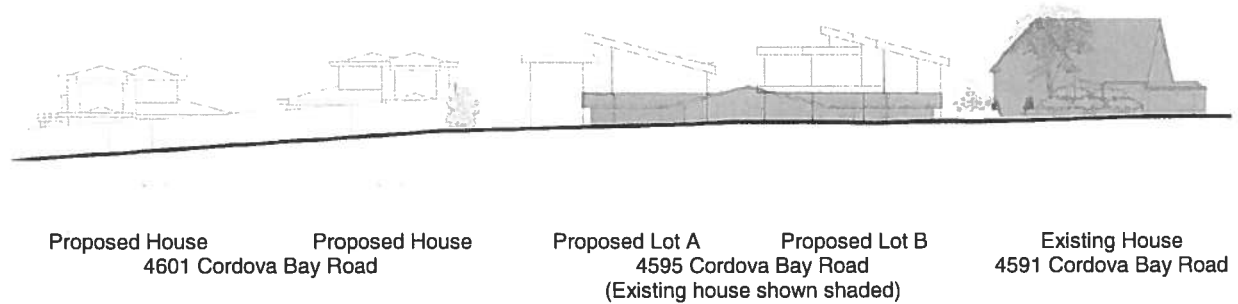 Proposed House Proposed House
4601 Cordova Bay Road
Proposed Lot A Proposed Lot B
4595 Cordova Bay Road
(Existing house shown shaded)
Existing House
4591 Cordova Bay Road